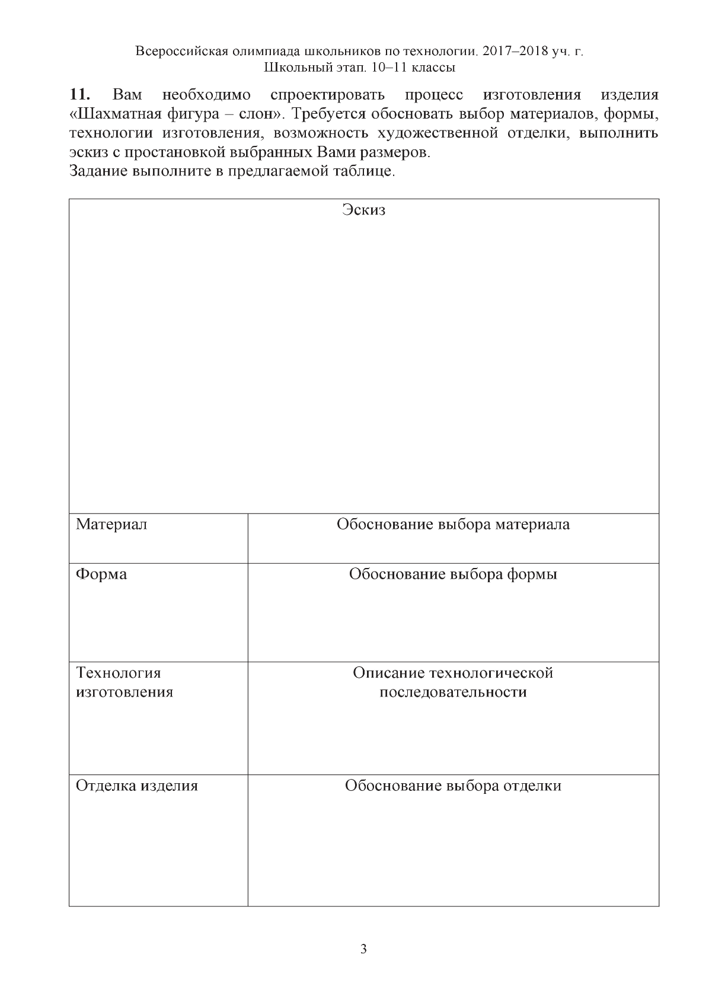 Всероссийская олимпиада школьников по технологии. 2017–2018 уч. г.
Школьный этап. 10–11 классы
11. Вам необходимо спроектировать процесс изготовления изделия
«Шахматная фигура – слон». Требуется обосновать выбор материалов, формы,
технологии изготовления, возможность художественной отделки, выполнить
эскиз с простановкой выбранных Вами размеров.
Задание выполните в предлагаемой таблице.
Эскиз
Материал
Обоснование выбора материала
Форма
Обоснование выбора формы
Технология
изготовления
Описание технологической
последовательности
Отделка изделия
Обоснование выбора отделки
3